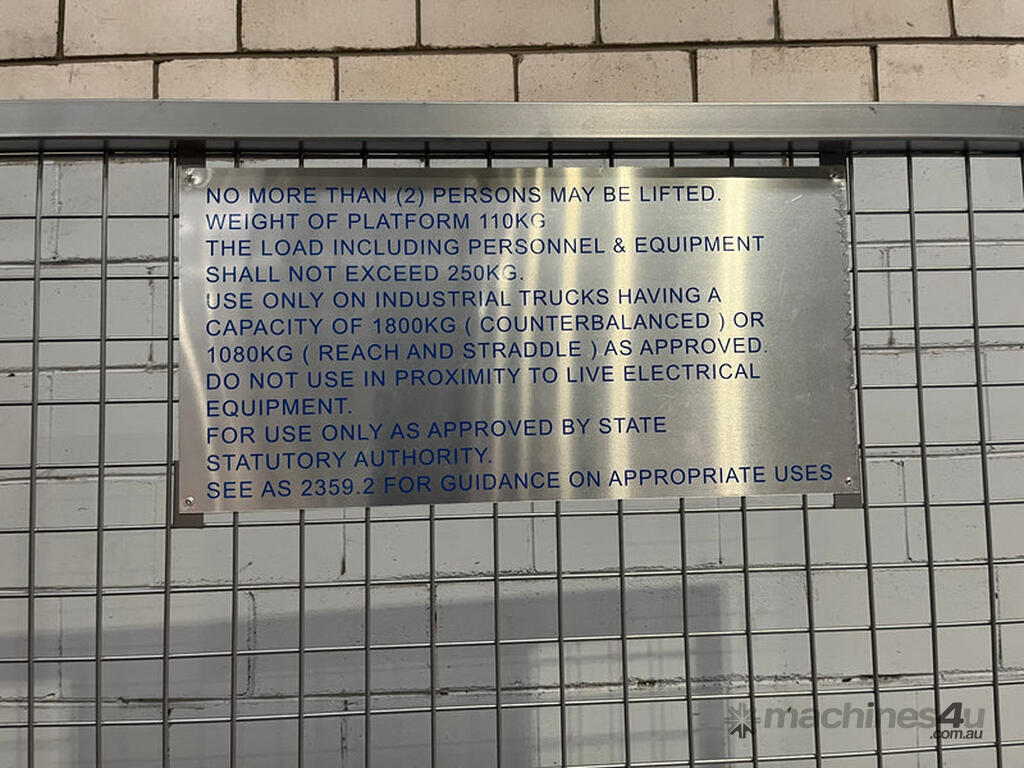 NO MORE THAN (2) PERSONS MAY BE LIFTED.
WEIGHT OF PLATFORM 110KG
THE LOAD INCLUDING PERSONNEL & EQUIPMENT
SHALL NOT EXCEED 250KG.
USE ONLY ON INDUSTRIAL TRUCKS HAVING A
CAPACITY OF 1800KG ( COUNTERBALANCED ) OR
1080KG ( REACH AND STRADDLE ) AS APPROVED.
DO NOT USE IN PROXIMITY TO LIVE ELECTRICAL
EQUIPMENT.
FOR USE ONLY AS APPROVED BY STATE
STATUTORY AUTHORITY.
SEE AS 2359.2 FOR GUIDANCE ON APPROPRIATE USES
machines4u
.com.au